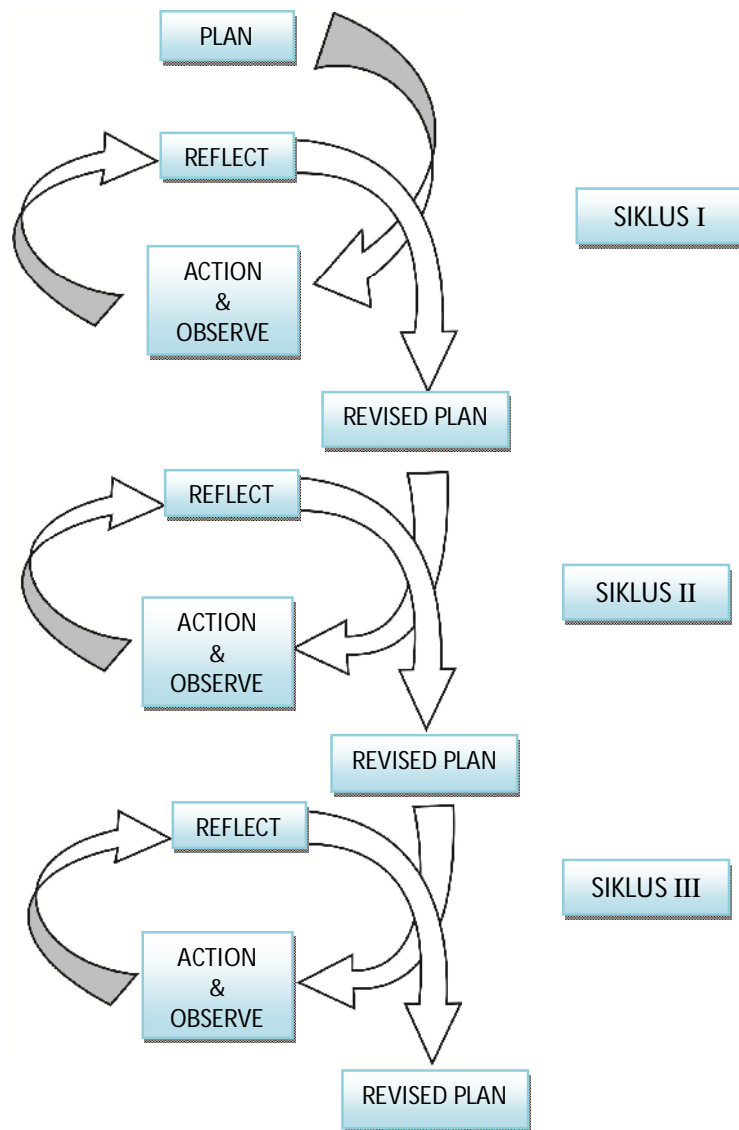 PLAN
REFLECT
SIKLUS I
ACTION
&
OBSERVE
REVISED PLAN
REFLECT
SIKLUS II
ACTION
&
OBSERVE
REVISED PLAN
REFLECT
SIKLUS III
ACTION
&
OBSERVE
REVISED PLAN